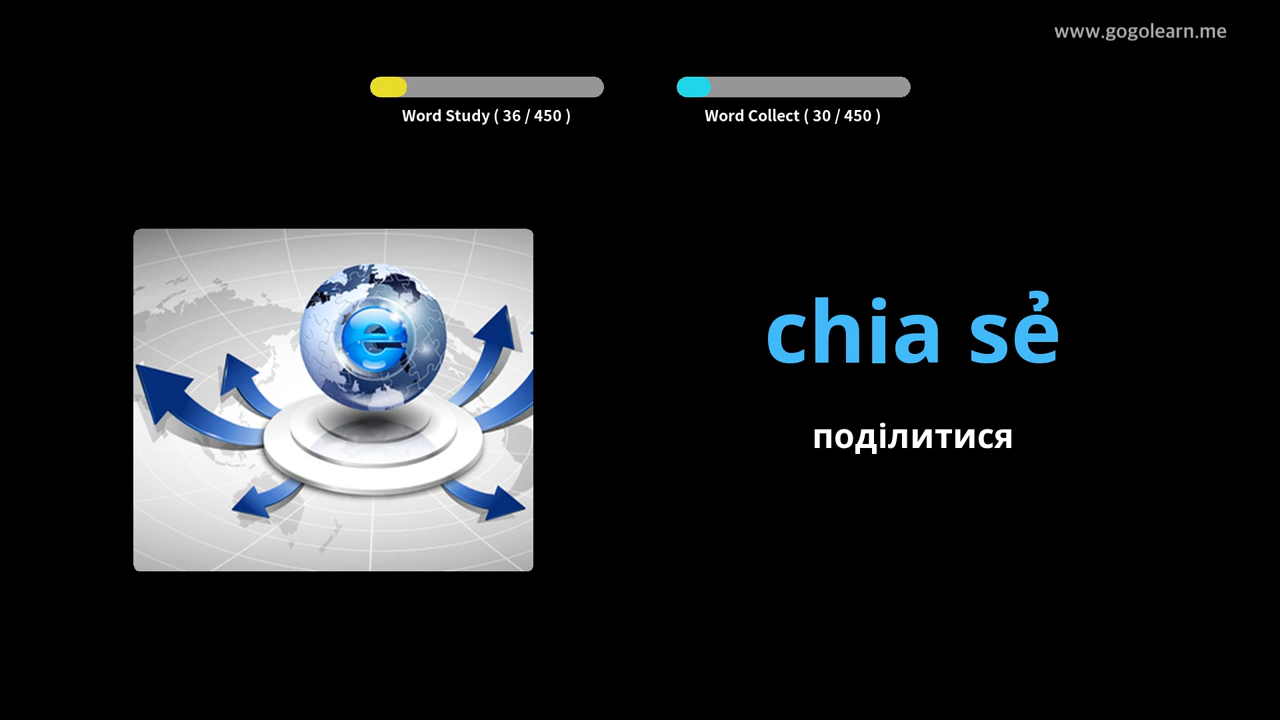 www.gogolearn.me
Word Study ( 36 / 450 )
Word Collect ( 30 / 450 )
e
chia sẻ
поділитися